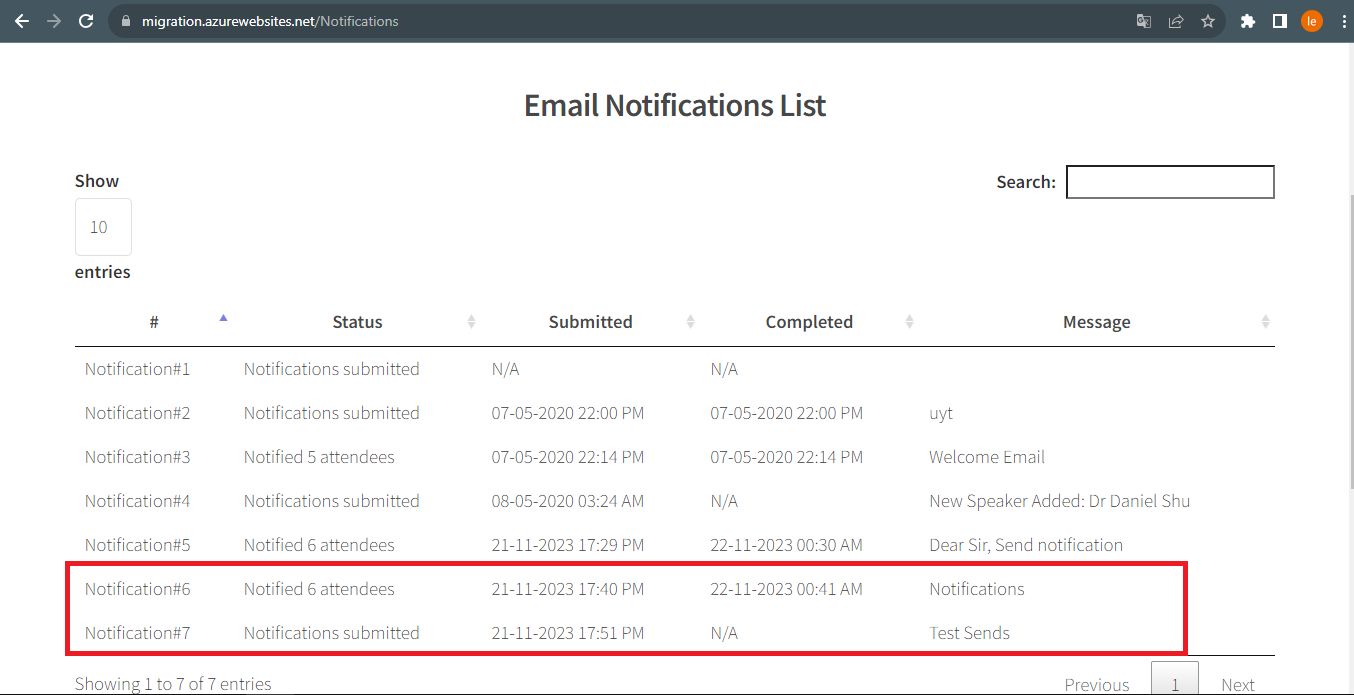 migration.azurewebsites.net/Notifications
le
Email Notifications List
Show
Search:
10
entries
# Status Submitted Completed Message
Notification#1 Notifications submitted N/A N/A
Notification#2 Notifications submitted 07-05-2020 22:00 PM 07-05-2020 22:00 PM uyt
Notification#3 Notified 5 attendees 07-05-2020 22:14 PM 07-05-2020 22:14 PM Welcome Email
Notification#4 Notifications submitted 08-05-2020 03:24 AM N/A New Speaker Added: Dr Daniel Shu
Notification#5 Notified 6 attendees 21-11-2023 17:29 PM 22-11-2023 00:30 AM Dear Sir, Send notification
Notification#6 Notified 6 attendees 21-11-2023 17:40 PM 22-11-2023 00:41 AM Notifications
Notification#7 Notifications submitted 21-11-2023 17:51 PM N/A Test Sends
Showing 1 to 7 of 7 entries Previous 1 Next